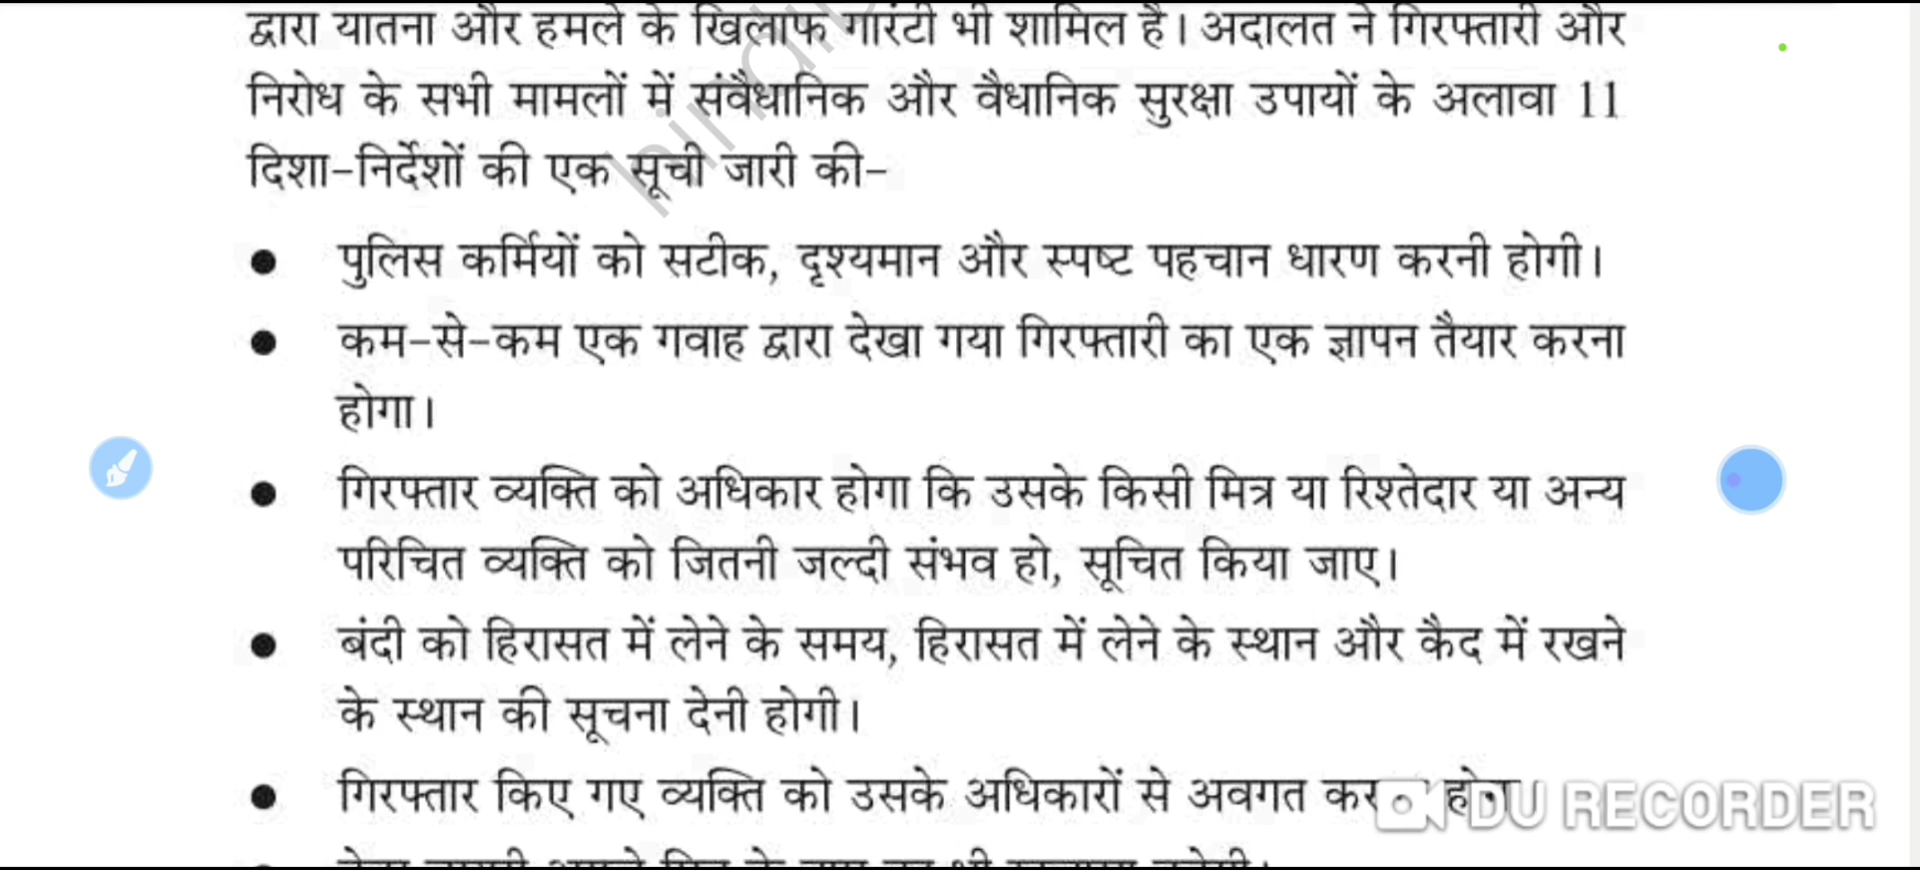 द्वारा यातना और हमले के खिलाफ गारंटी भी शामिल है। अदालत ने गिरफ्तारी और
निरोध के सभी मामलों में संवैधानिक और वैधानिक सुरक्षा उपायों के अलावा 11
दिशा-निर्देशों की एक सूची जारी की-
● पुलिस कर्मियों को सटीक, दृश्यमान और स्पष्ट पहचान धारण करनी होगी।
● कम-से-कम एक गवाह द्वारा देखा गया गिरफ्तारी का एक ज्ञापन तैयार करना
होगा।
● गिरफ्तार व्यक्ति को अधिकार होगा कि उसके किसी मित्र या रिश्तेदार या अन्य
परिचित व्यक्ति को जितनी जल्दी संभव हो, सूचित किया जाए।
● बंदी को हिरासत में लेने के समय, हिरासत में लेने के स्थान और कैद में रखने
के स्थान की सूचना देनी होगी।
● गिरफ्तार किए गए व्यक्ति को उसके अधिकारों से अवगत
DU RECORDER